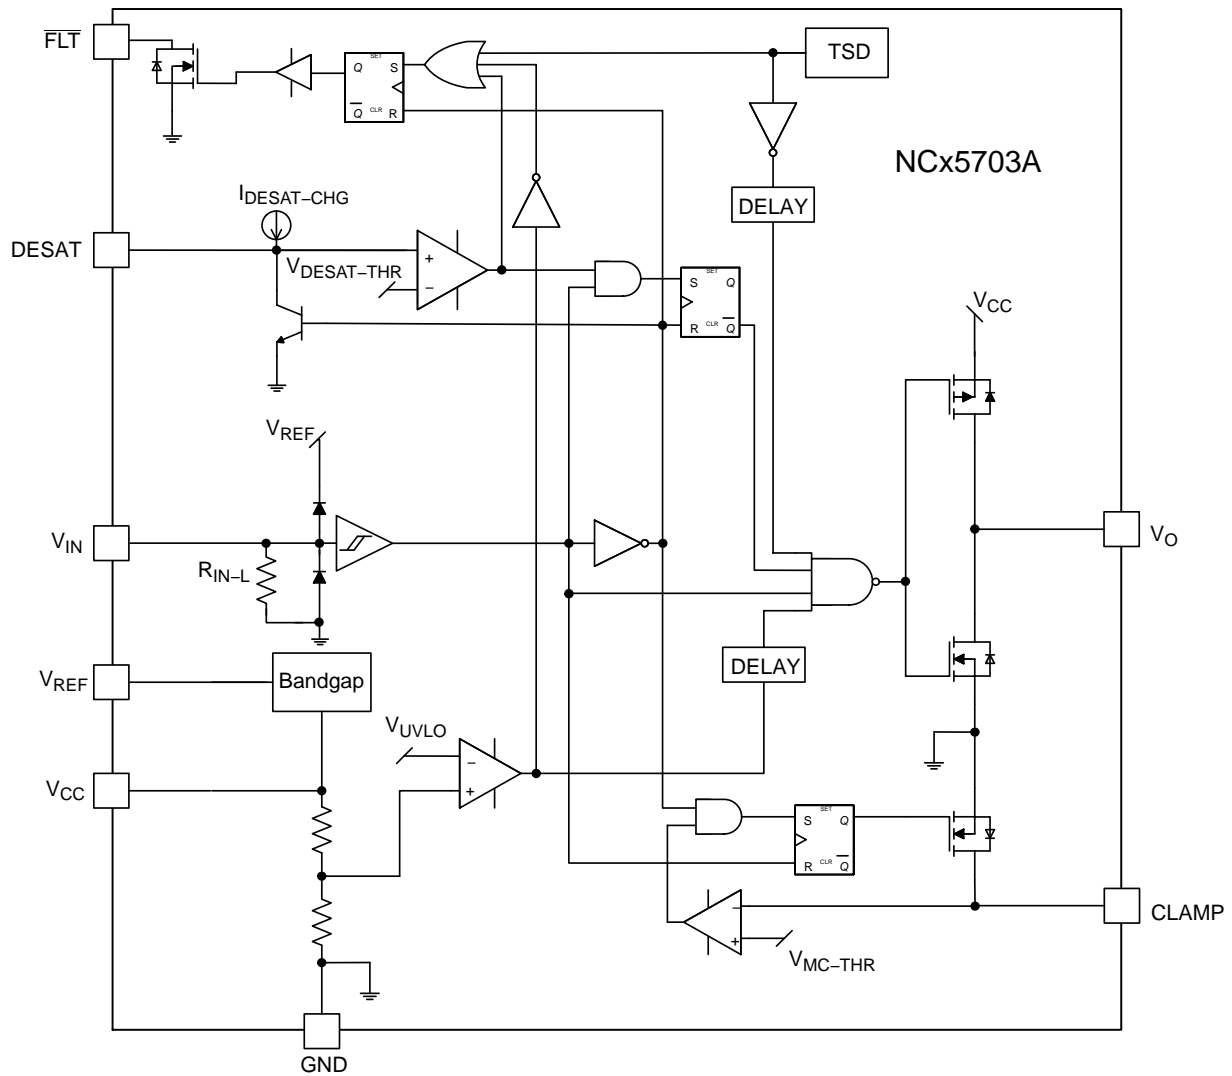 FLT
SET
Q S
Q CLR R
TSD
NCx5703A
DELAY
IDESAT–CHG
DESAT
VDESAT–THR
+
–
SET
S Q
R CLR Q
VCC
VREF
VIN
RIN–L
VO
VREF
Bandgap
DELAY
VUVLO
–
+
VCC
SET
S Q
R CLR Q
–
+
CLAMP
VMC–THR
GND